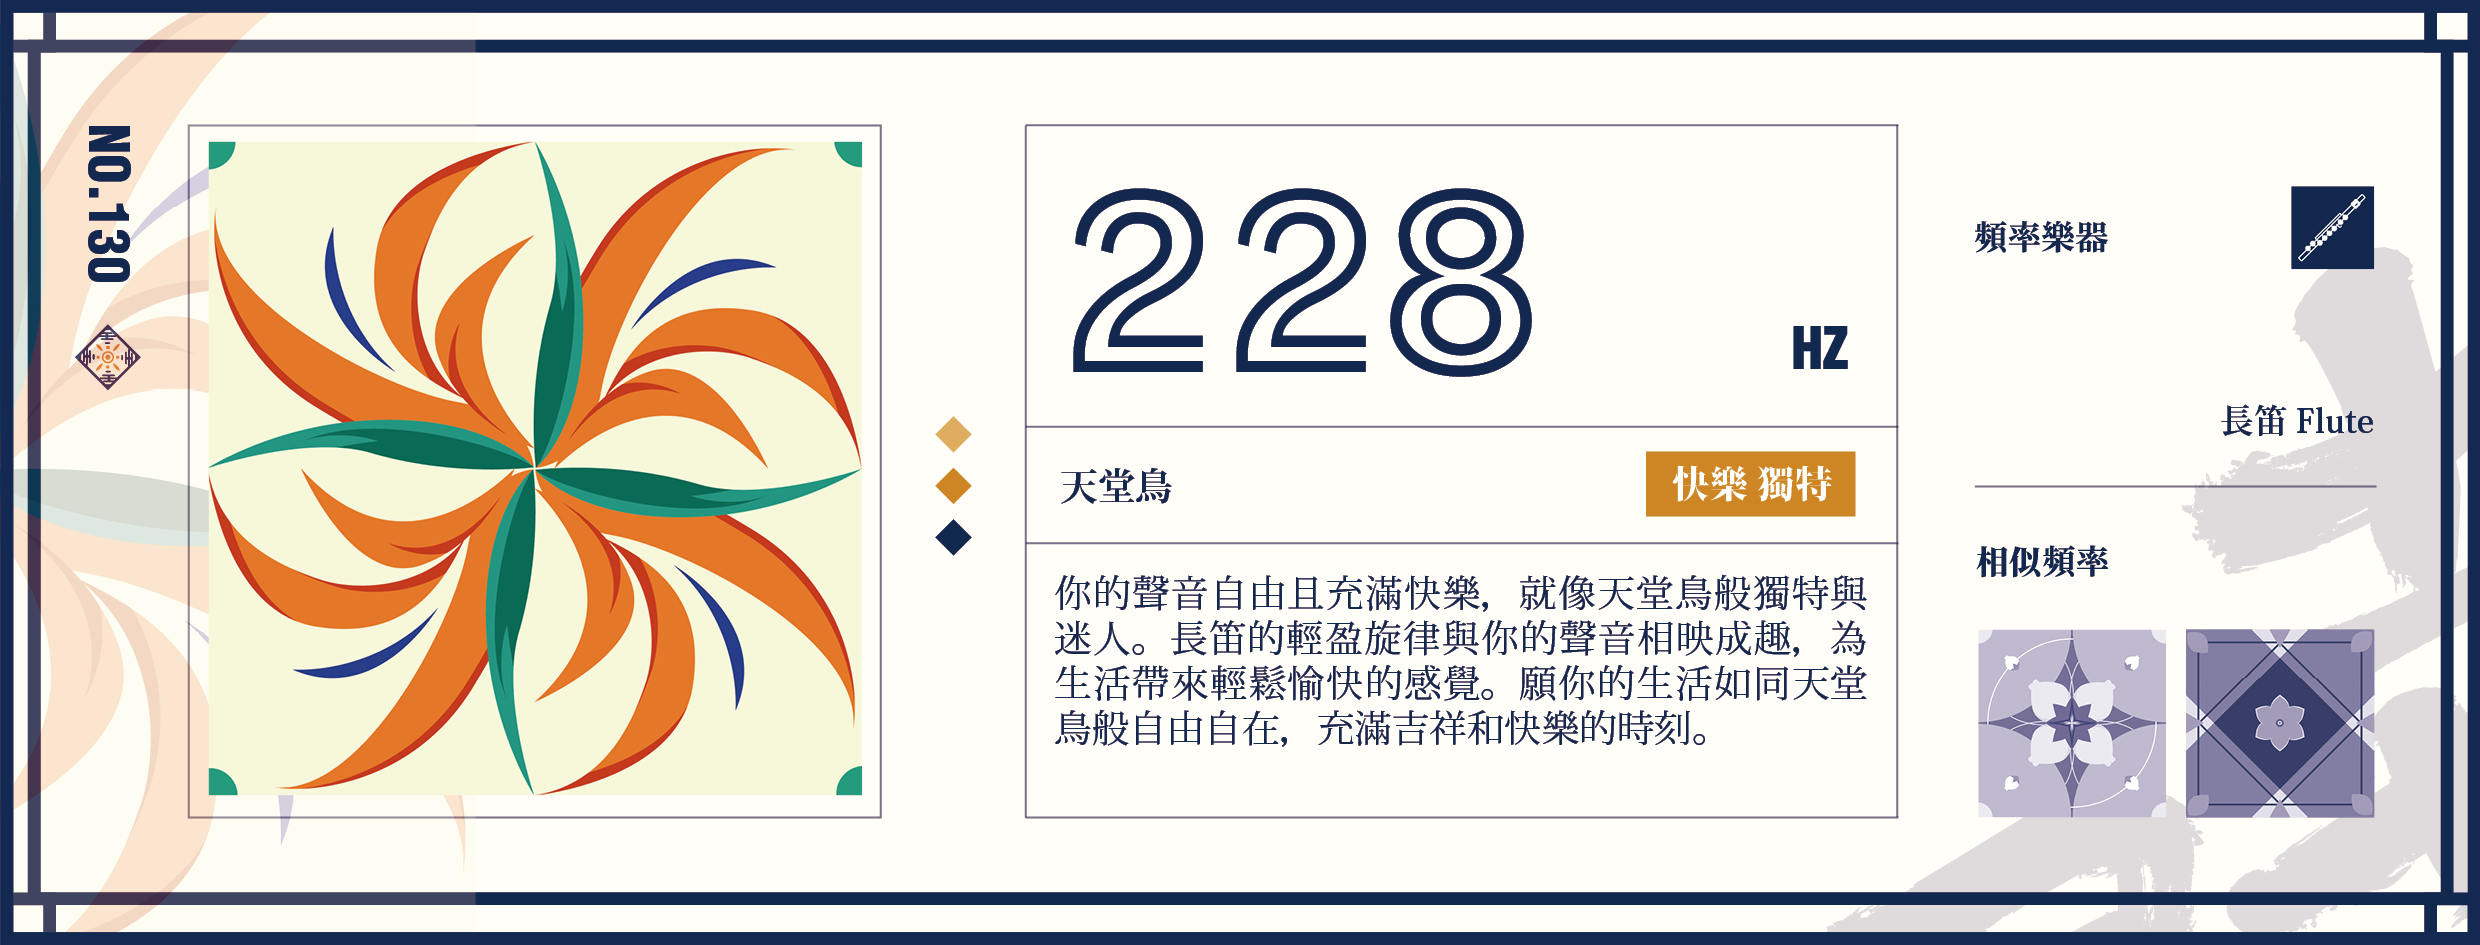 NO.130
228
HZ
天堂鳥
快樂 獨特
你的聲音自由且充滿快樂，就像天堂鳥般獨特與
迷人。長笛的輕盈旋律與你的聲音相映成趣，為
生活帶來輕鬆愉快的感覺。願你的生活如同天堂
鳥般自由自在，充滿吉祥和快樂的時刻。
頻率樂器
長笛 Flute
相似頻率